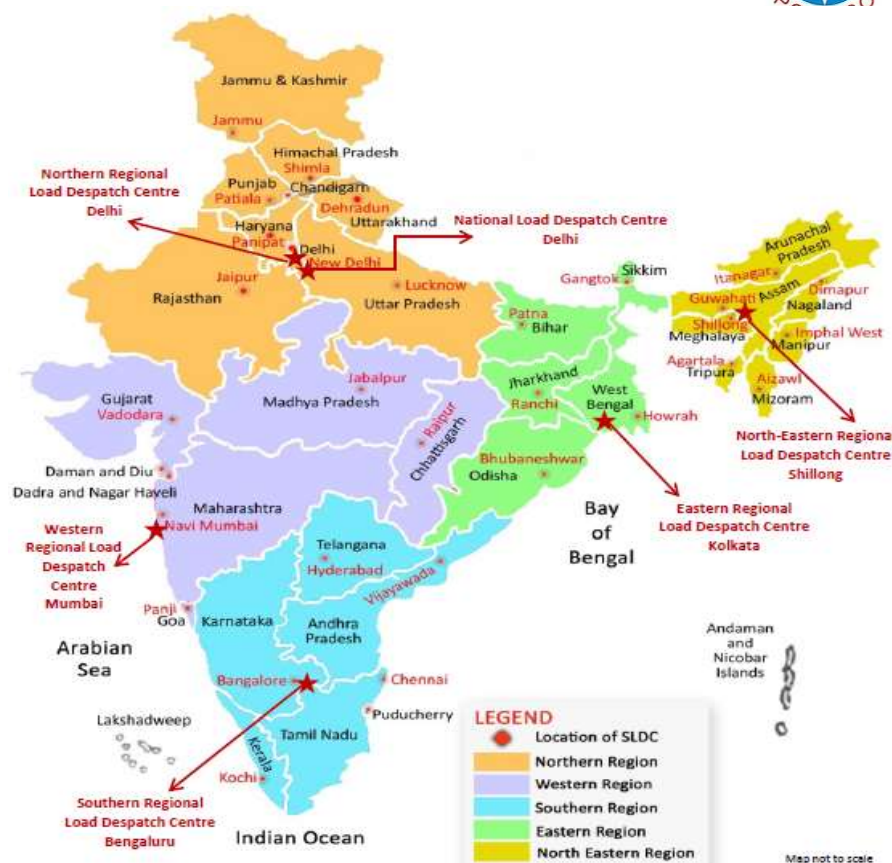 Jammu & Kashmir
Jammu
Himachal Pradesh
Shimla
Northern Regional
Load Despatch Centre
Delhi
Punjab
Chandigarh
Patiala
Dehradun
Uttarakhand
National Load Despatch Centre
Delhi
Haryana
Panipat
Delhi
New Delhi
Arunachal
Pradesh
Itanagar
Assam
Dimapur
Nagaland
Guwahati
Shillong
Meghalaya
Imphal West
Manipur
Agartala
Tripura
Aizawl
Mizoram
Sikkim
Gangtok
Jaipur
Rajasthan
Lucknow
Uttar Pradesh
Patna
Bihar
Gujarat
Vadodara
Jabalpur
Madhya Pradesh
Jharkhand
Ranchi
West
Bengal
Howrah
Raipur
Chhattisgarh
North-Eastern Regiona
Load Despatch Centre
Shillong
Daman and Diu
Dadra and Nagar Haveli
Bhubaneshwar
Odisha
Maharashtra
Navi Mumbai
Bay
of
Bengal
Eastern Regional
Load Despatch Centre
Kolkata
Western
Regional Load
Despatch
Centre
Mumbai
Telangana
Hyderabad
Vijayawada
Panji
Goa
Karnataka
Andhra
Pradesh
Arabian
Sea
Andaman
and
Nicobar
Islands
Bangalore
Chennai
Puducherry
Lakshadweep
Kerala
Tamil Nadu
Kochi
Southern Regional
Load Despatch Centre
Bengaluru
Indian Ocean
LEGEND
Location of SLDC
Northern Region
Western Region
Southern Region
Eastern Region
North Eastern Region
Map not to scale